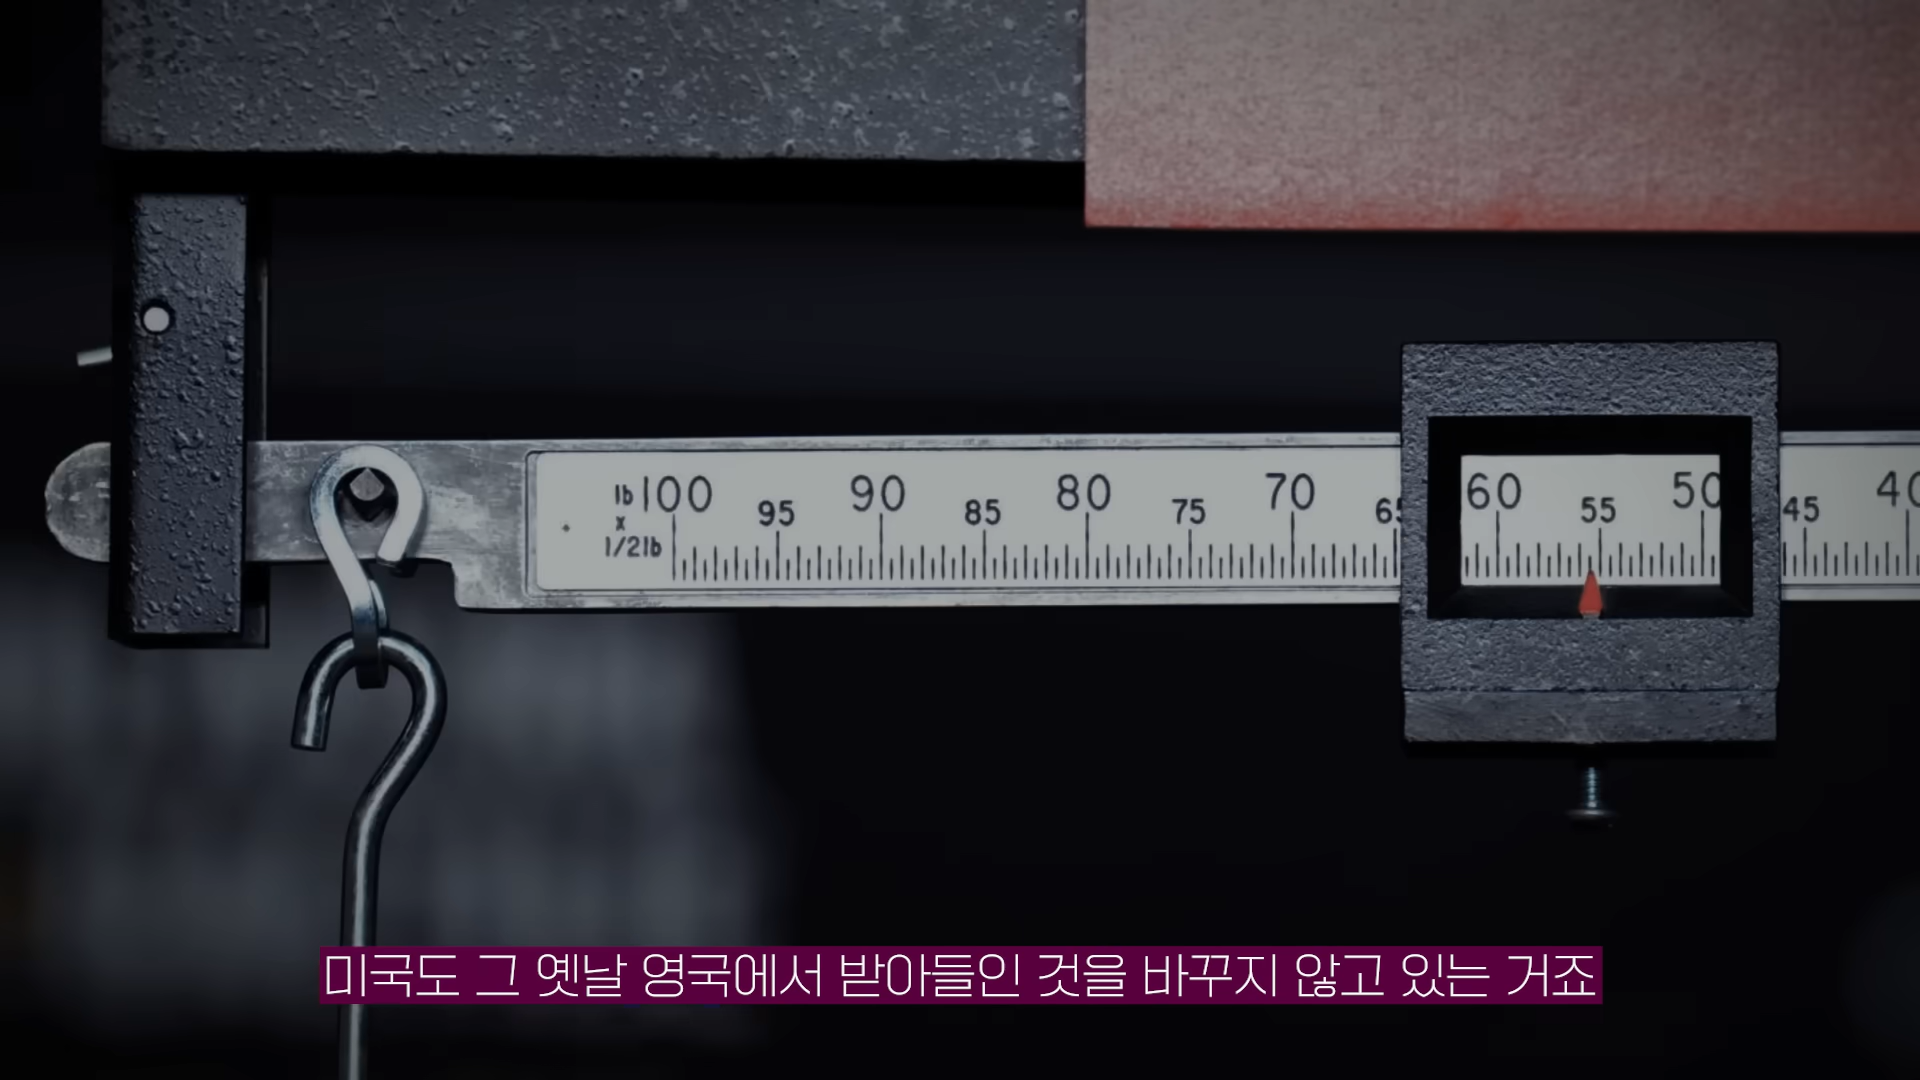 lb 100 95 90 85 80 75 70 65 60 55 50 45 40
x
1/2lb
미국도 그 옛날 영국에서 받아들인 것을 바꾸지 않고 있는 거죠